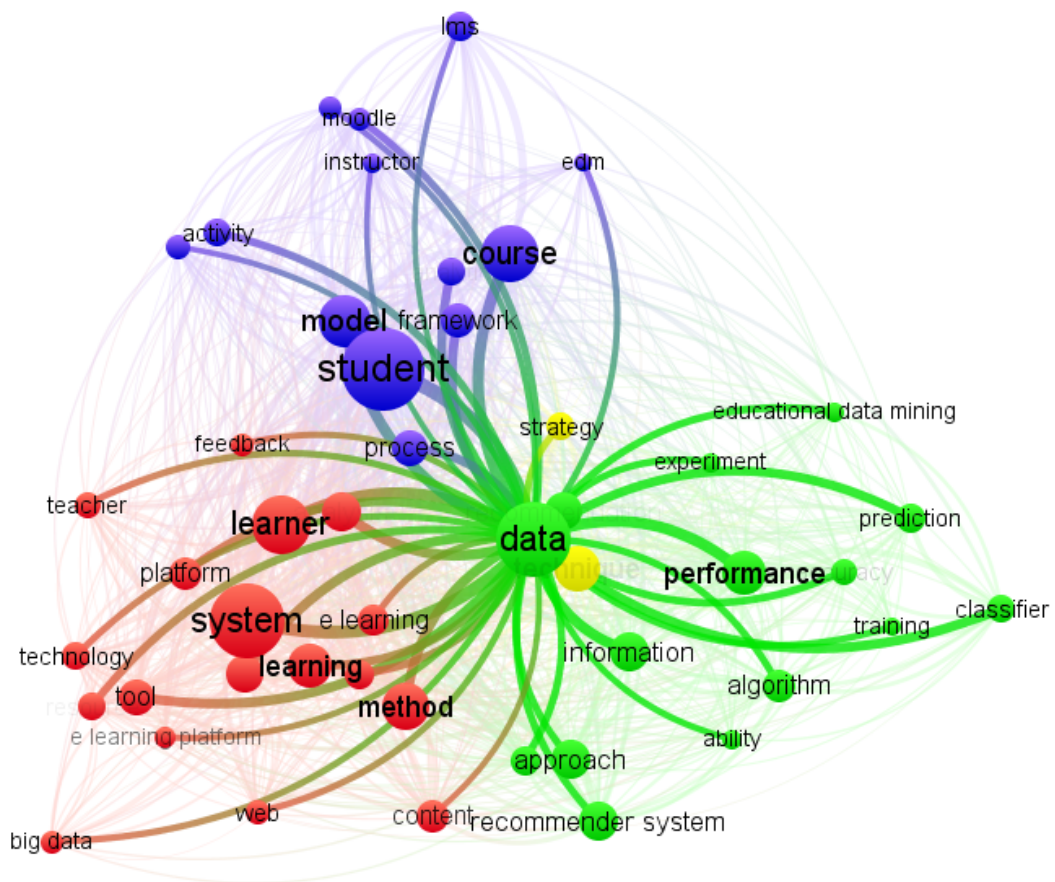 lms
moodle
instructor
edm
activity
course
model
framework
student
educational data mining
strategy
feedback
process
experiment
teacher
learner
prediction
data
platform
technique
performance
classifier
system
e learning
training
technology
information
learning
algorithm
tool
method
e learning platform
ability
approach
web
content
recommender system
big data